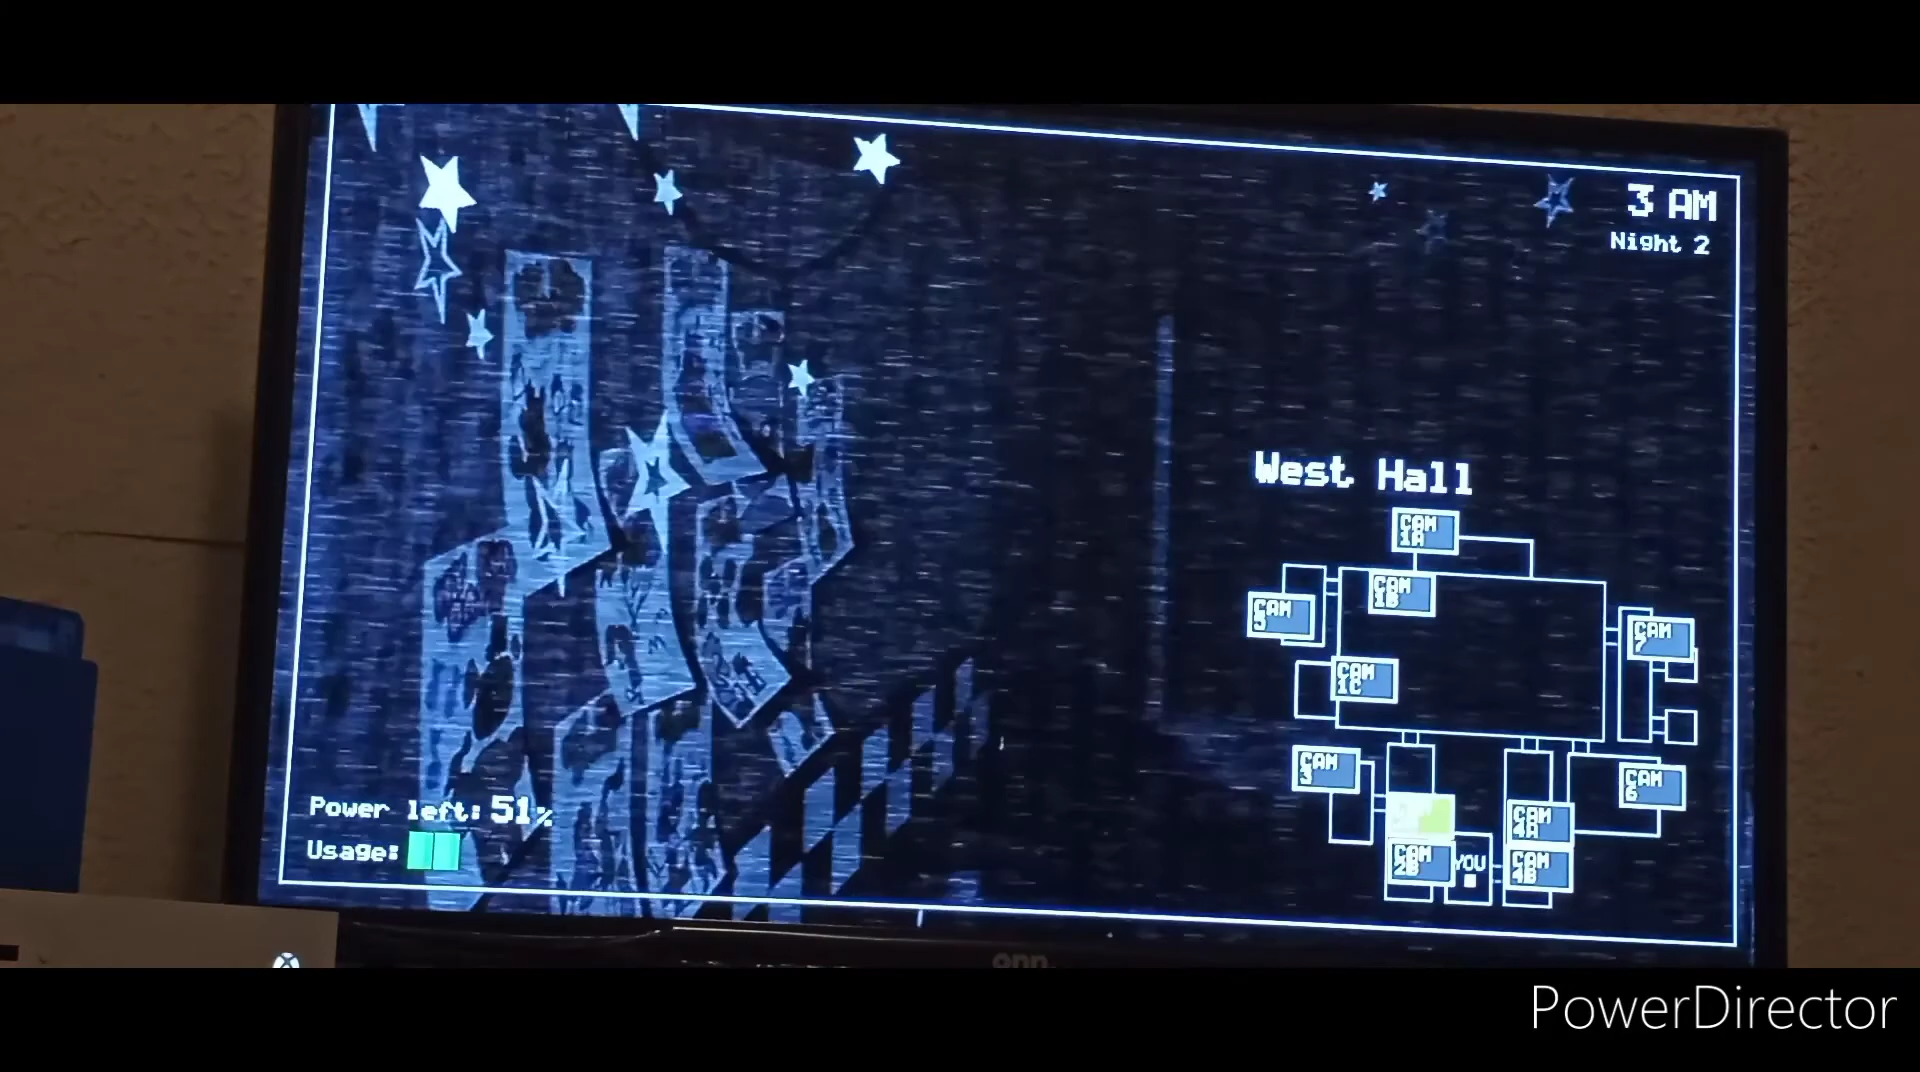 3 AM
Night 2
West Hall
CAM
1A
CAM
1B
CAM
5
CAM
7
CAM
1C
CAM
3
CAM
6
CAM
4A
CAM
2B
YOU
CAM
4B
Power left: 51%
Usage:
onn.
PowerDirector